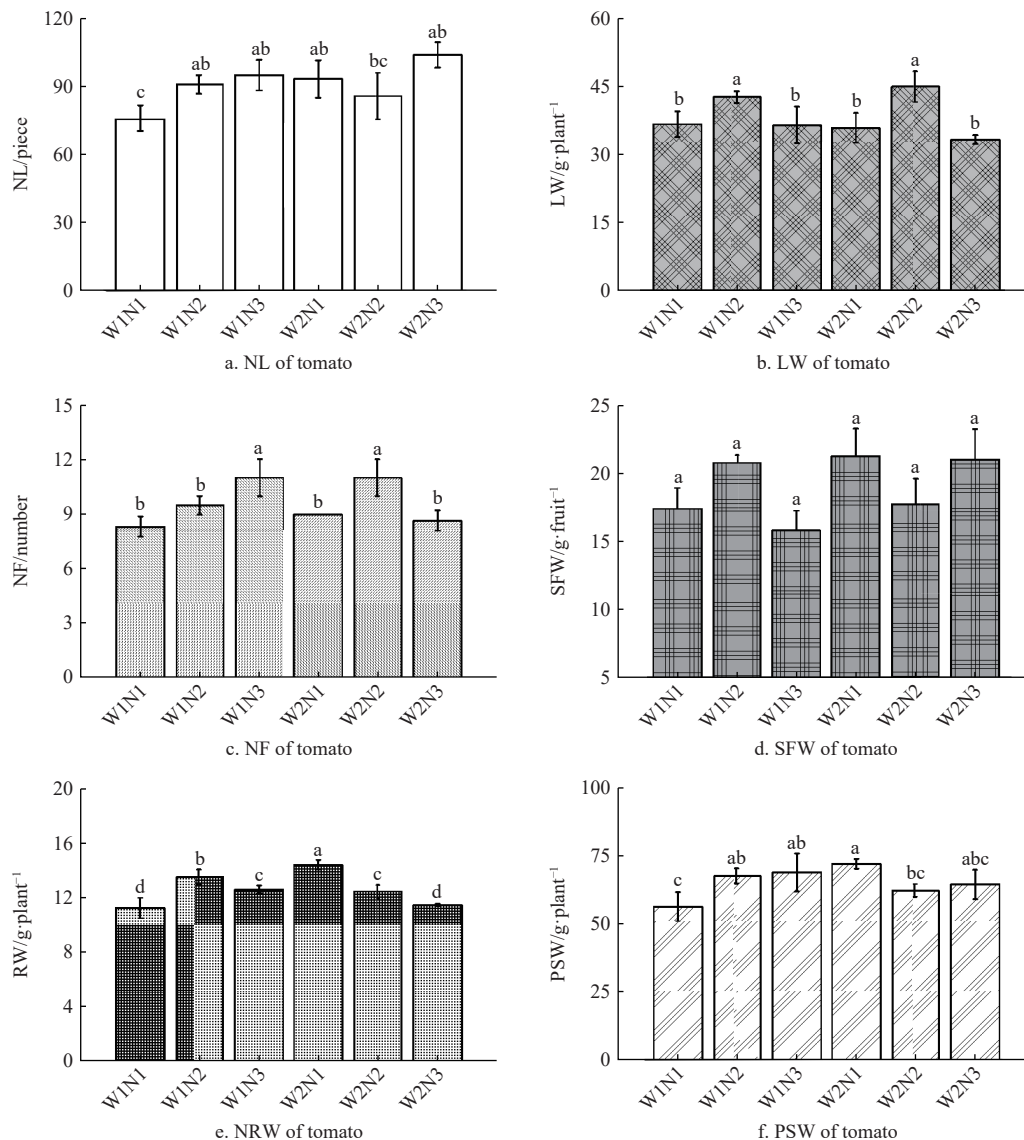 120
90
60
30
0
NL/piece
c
ab
ab
ab
bc
ab
W1N1
W1N2
W1N3
W2N1
W2N2
W2N3
a. NL of tomato
60
45
30
15
0
LW/g·plant⁻¹
b
a
b
b
a
b
W1N1
W1N2
W1N3
W2N1
W2N2
W2N3
b. LW of tomato
15
12
9
6
3
0
NF/number
b
b
a
b
a
b
W1N1
W1N2
W1N3
W2N1
W2N2
W2N3
c. NF of tomato
25
20
15
10
5
SFW/g·fruit⁻¹
a
a
a
a
a
a
W1N1
W1N2
W1N3
W2N1
W2N2
W2N3
d. SFW of tomato
20
16
12
8
4
0
RW/g·plant⁻¹
d
b
c
a
c
d
W1N1
W1N2
W1N3
W2N1
W2N2
W2N3
e. NRW of tomato
100
75
50
25
0
PSW/g·plant⁻¹
c
ab
ab
a
bc
abc
W1N1
W1N2
W1N3
W2N1
W2N2
W2N3
f. PSW of tomato